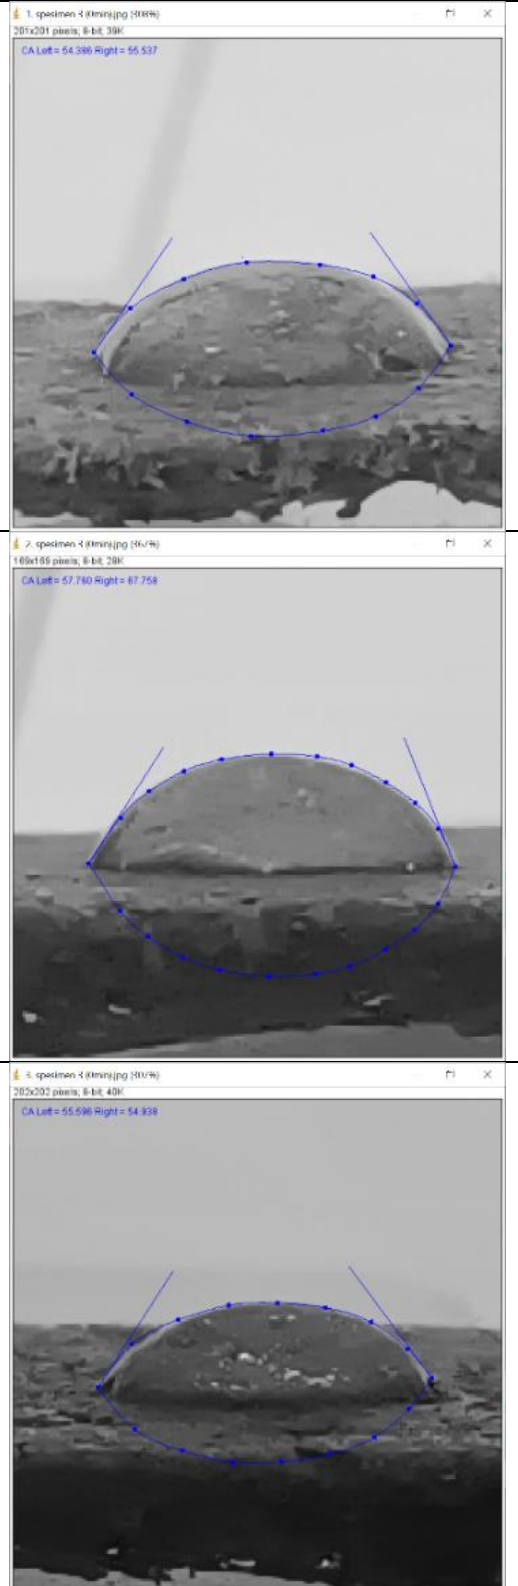 1. spesimen 3 (0min).jpg (308%)
201x201 pixels; 8-bit; 39K
CA Left = 54.386 Right = 55.537
2. spesimen 3 (0min).jpg (367%)
169x169 pixels; 8-bit; 28K
CA Left = 57.760 Right = 67.758
3. spesimen 3 (0min).jpg (307%)
202x202 pixels; 8-bit; 40K
CA Left = 55.596 Right = 54.938